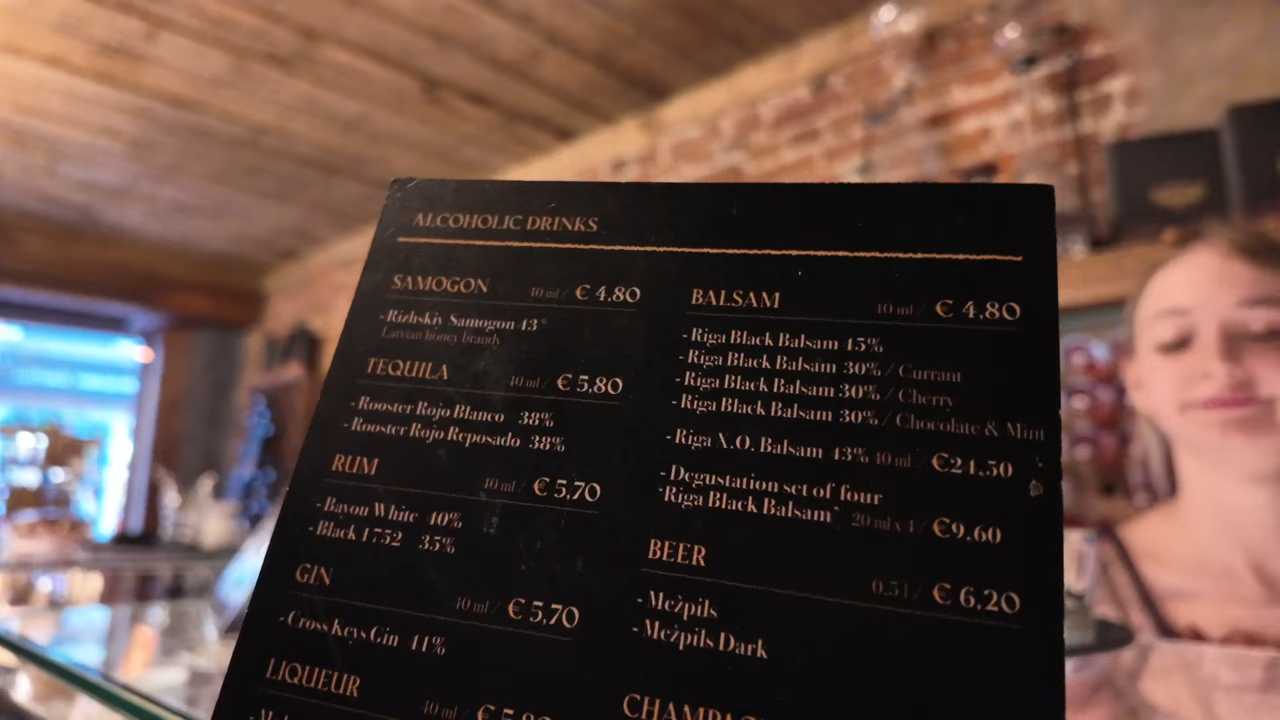 ALCOHOLIC DRINKS
SAMOGON 40 ml / € 4,80
-Rizhskiy Samogon 43°
Latvian honey brandy
TEQUILA 40 ml / € 5,80
-Rooster Rojo Blanco 38%
-Rooster Rojo Reposado 38%
RUM 40 ml / € 5,70
-Bayou White 40%
-Black 1752 35%
GIN 40 ml / € 5,70
-Cross Keys Gin 41%
LIQUEUR 40 ml / € 5,80
BALSAM 40 ml / € 4,80
-Riga Black Balsam 45%
-Riga Black Balsam 30% / Currant
-Riga Black Balsam 30% / Cherry
-Riga Black Balsam 30% / Chocolate & Mint
-Riga X.O. Balsam 43% 40 ml / €24.50
-Degustation set of four
"Riga Black Balsam" 20 ml x 4 / €9.60
BEER 0.5 l / € 6,20
-Mežpils
-Mežpils Dark